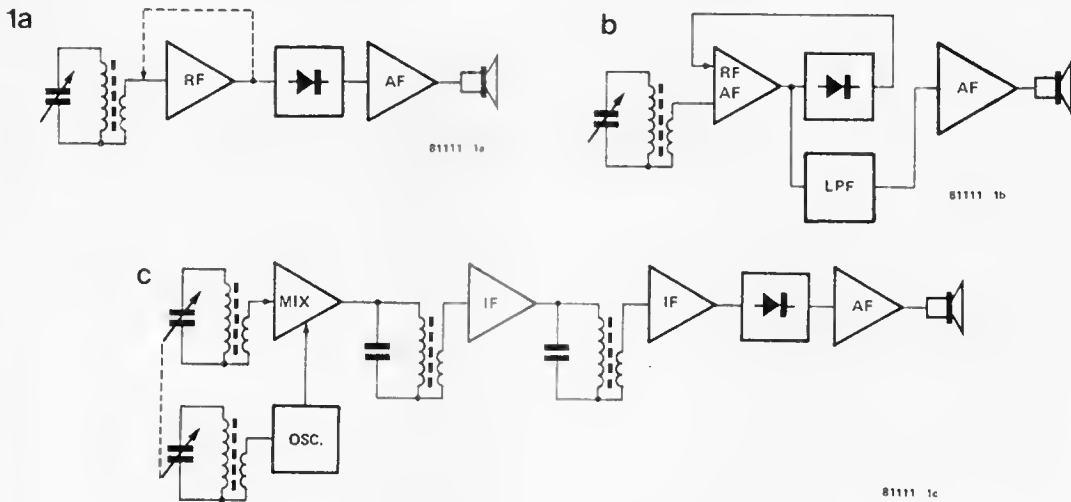 1a
RF
AF
81111 1a
b
RF
AF
AF
LPF
81111 1b
c
MIX
IF
IF
AF
OSC.
81111 1c